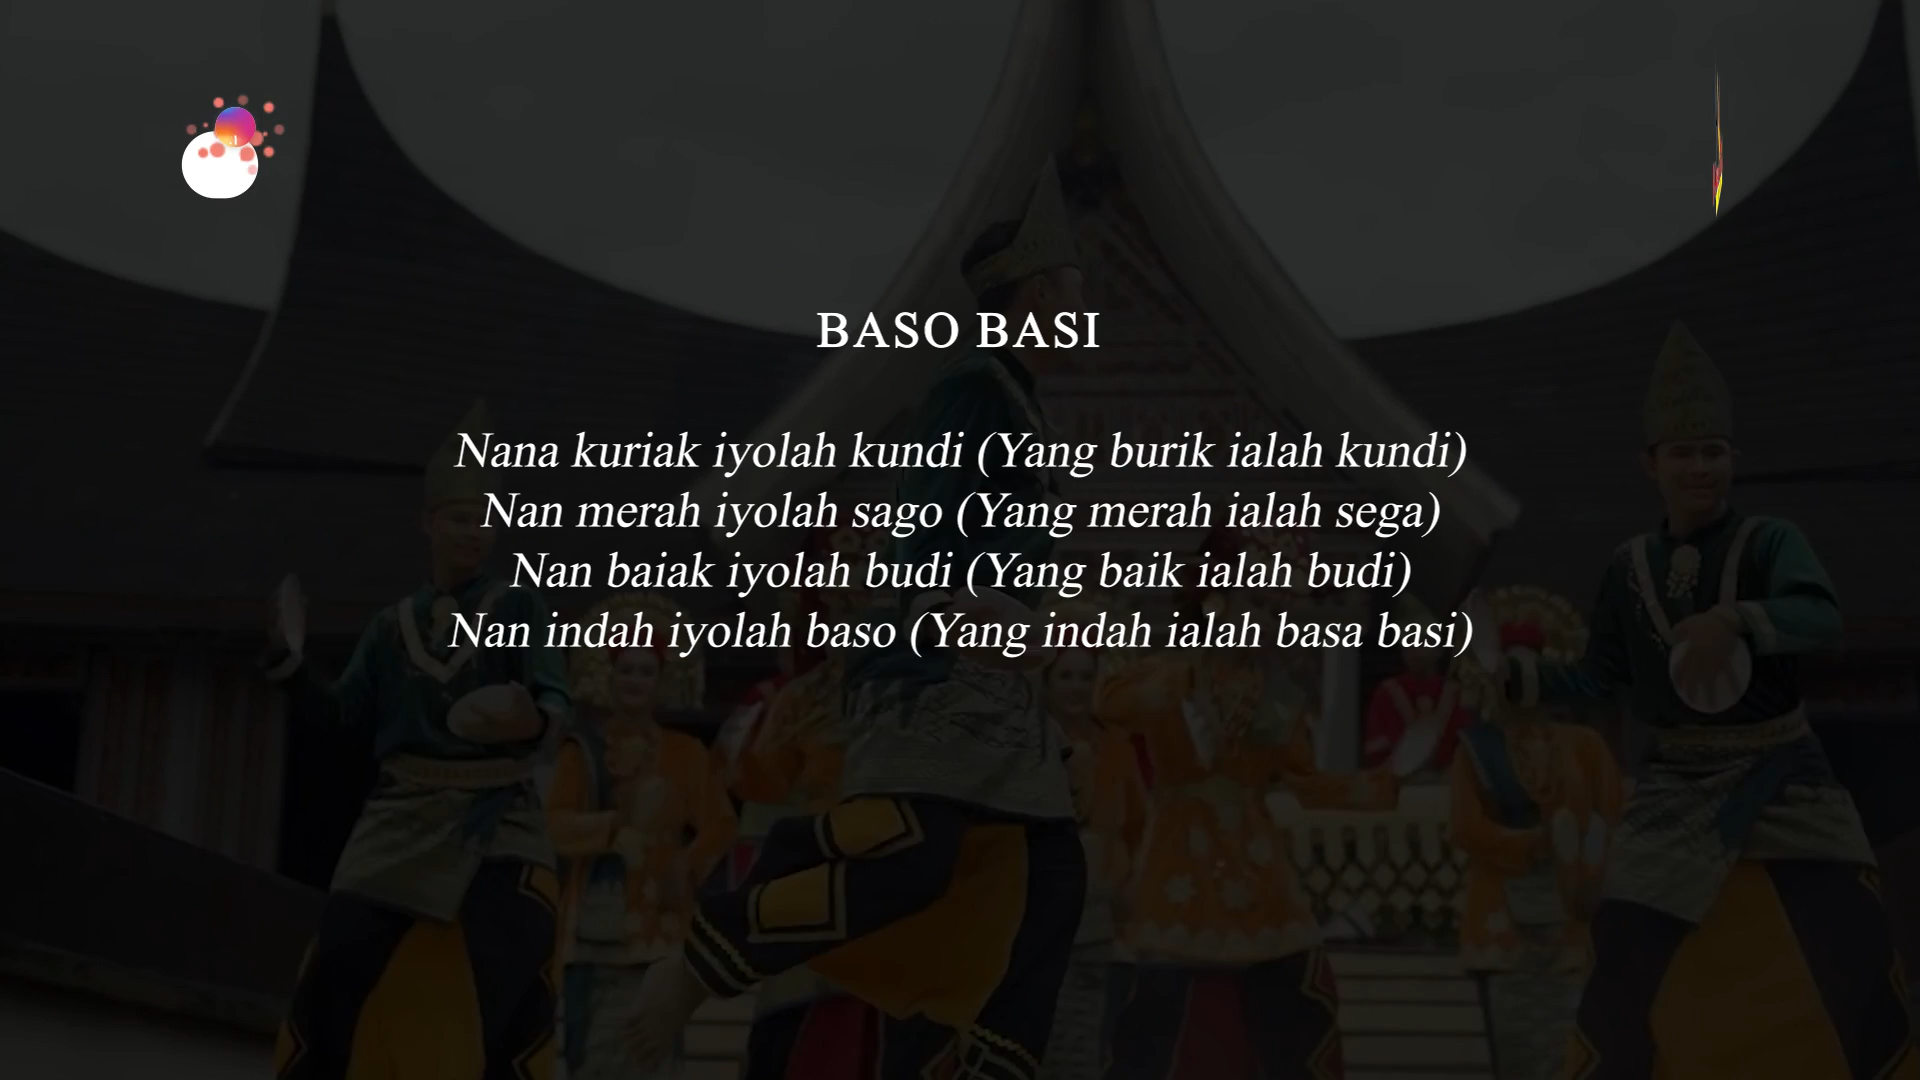 BASO BASI
Nana kuriak iyolah kundi (Yang burik ialah kundi)
Nan merah iyolah sago (Yang merah ialah sega)
Nan baiak iyolah budi (Yang baik ialah budi)
Nan indah iyolah baso (Yang indah ialah basa basi)